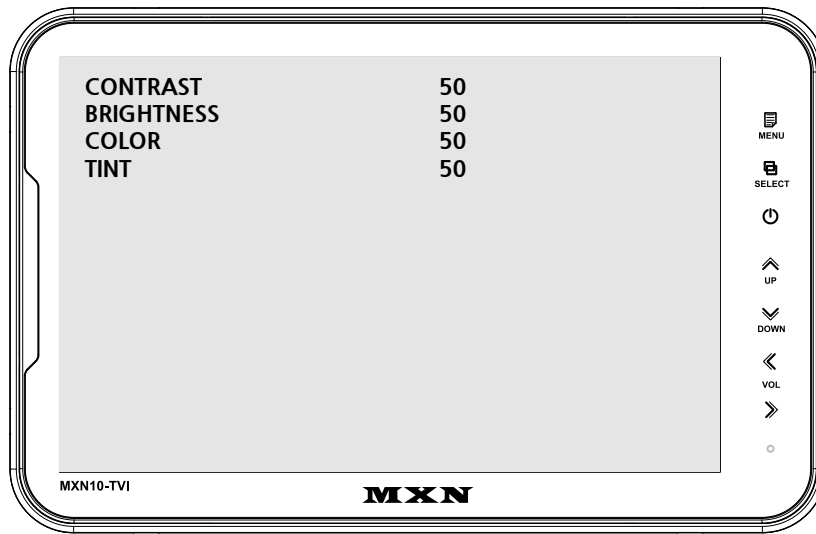 CONTRAST 50
BRIGHTNESS 50
COLOR 50
TINT 50
MENU
SELECT
UP
DOWN
VOL
MXN10-TVI
MXN